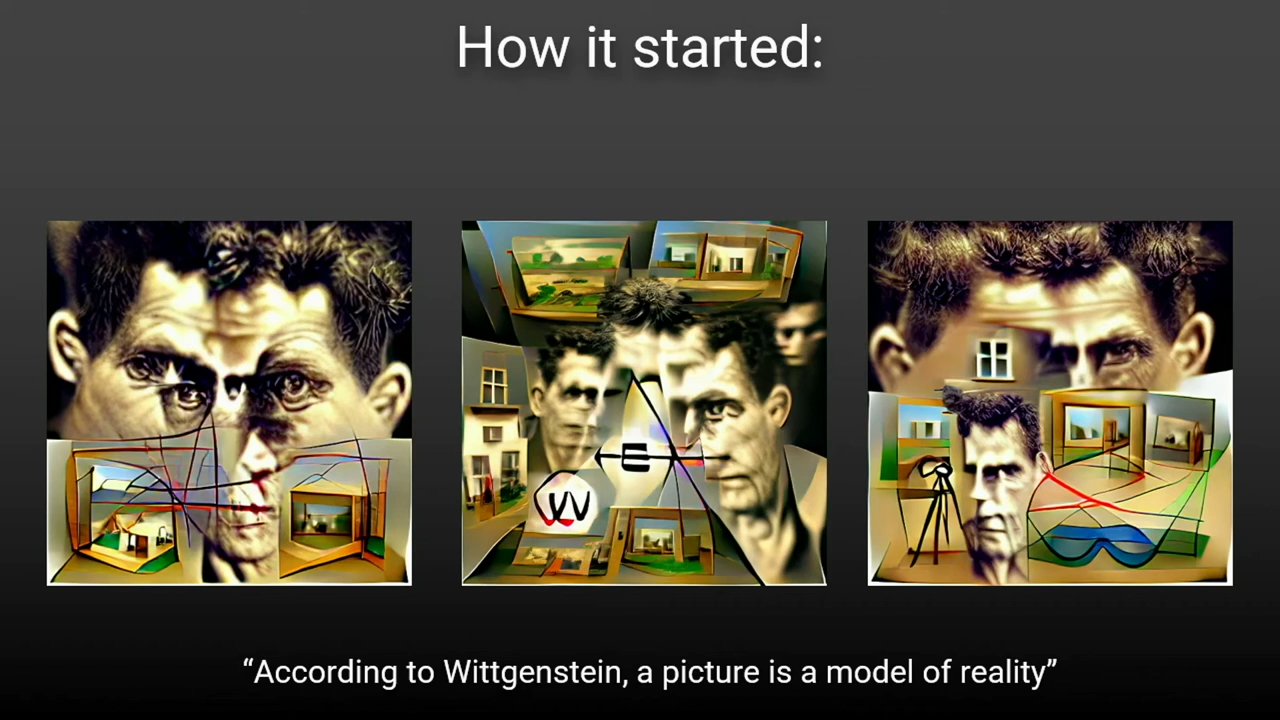 How it started:
“According to Wittgenstein, a picture is a model of reality”